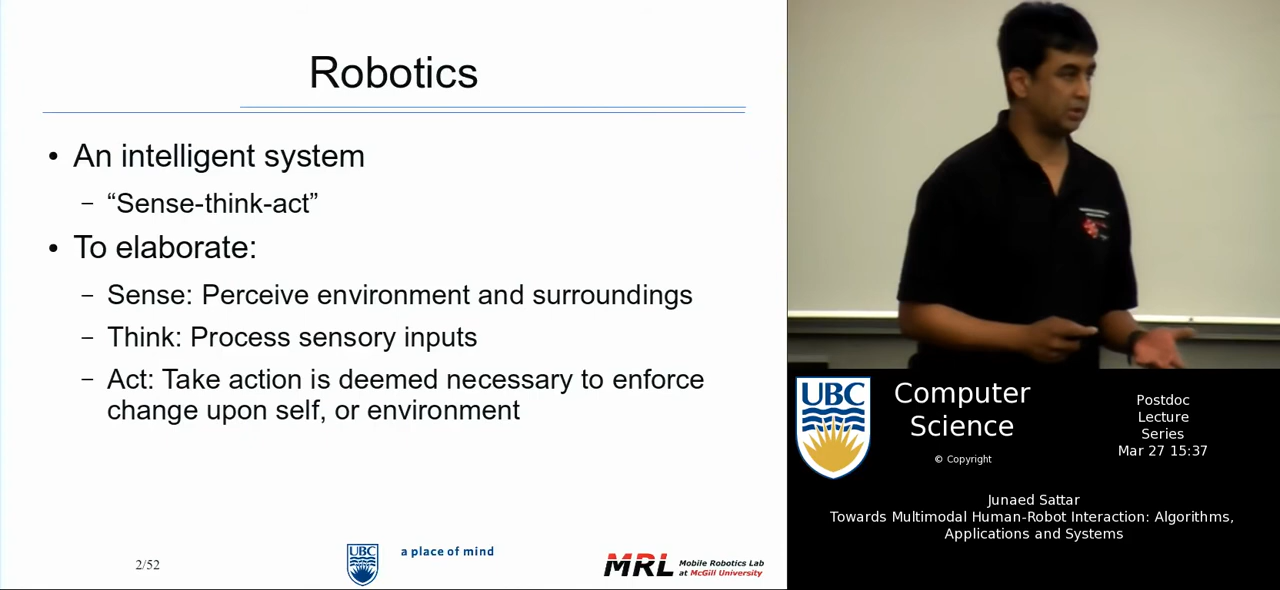 Robotics
• An intelligent system
– “Sense-think-act”
• To elaborate:
– Sense: Perceive environment and surroundings
– Think: Process sensory inputs
– Act: Take action is deemed necessary to enforce
change upon self, or environment
2/52
UBC
a place of mind
MRL
Mobile Robotics Lab
at McGill University
UBC
Computer
Science
© Copyright
Postdoc
Lecture
Series
Mar 27 15:37
Junaed Sattar
Towards Multimodal Human-Robot Interaction: Algorithms,
Applications and Systems